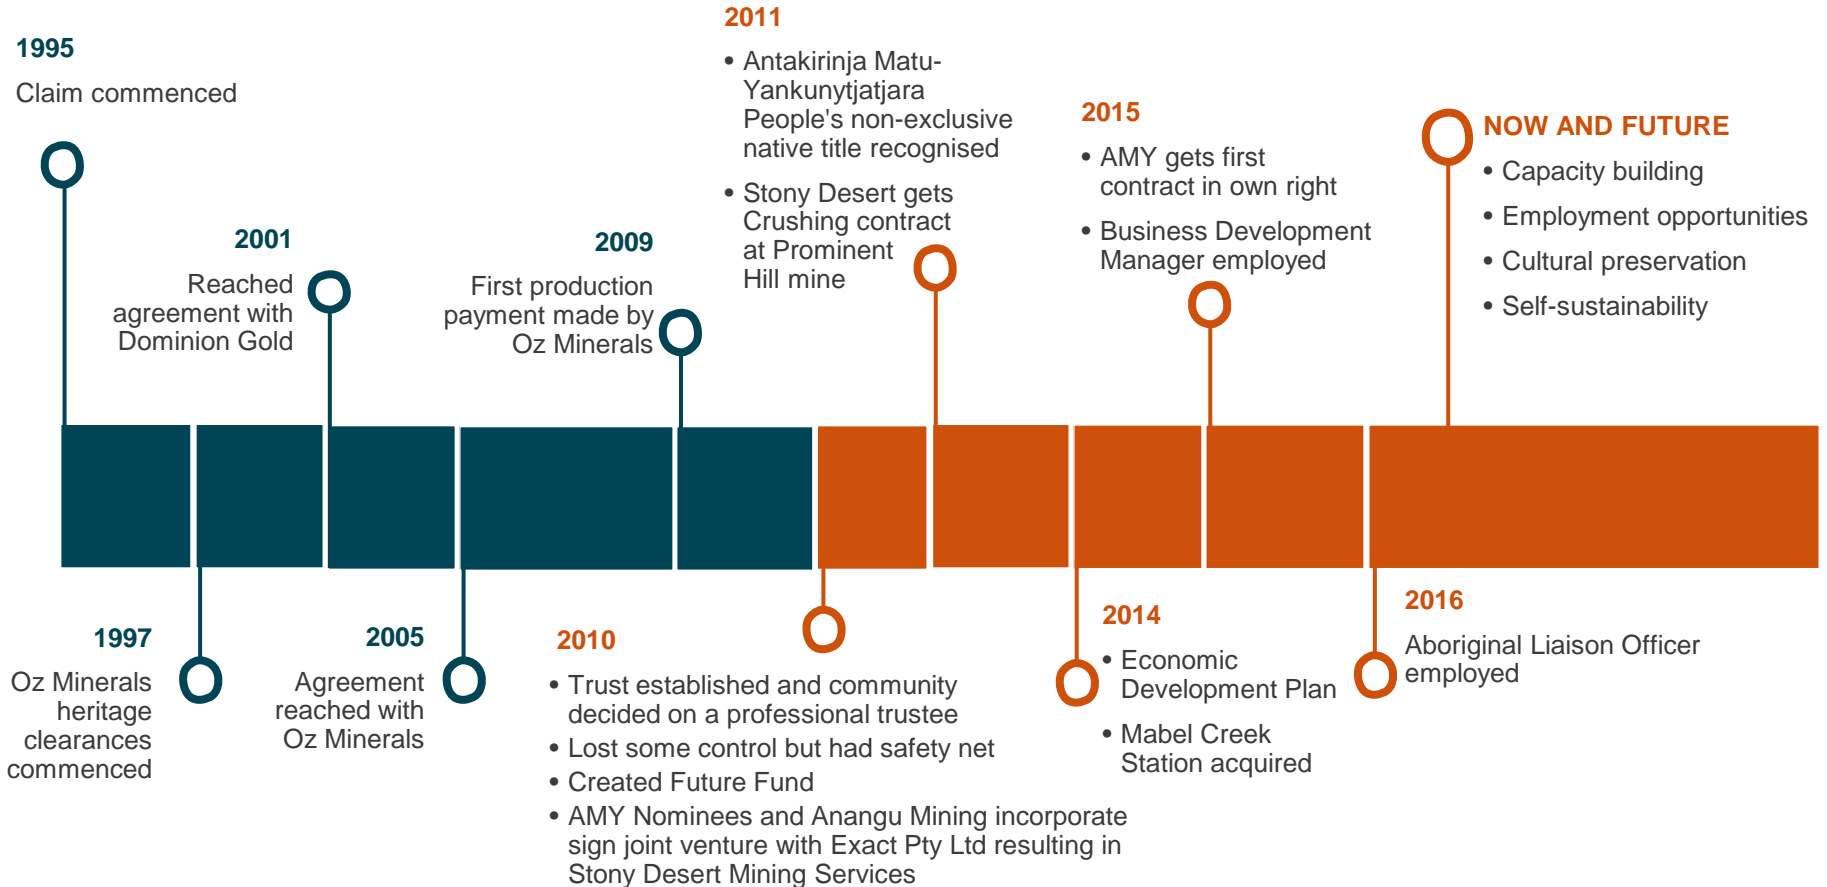 1995
Claim commenced
1997
Oz Minerals
heritage
clearances
commenced
2001
Reached
agreement with
Dominion Gold
2005
Agreement
reached with
Oz Minerals
2009
First production
payment made by
Oz Minerals
2010
• Trust established and community
decided on a professional trustee
• Lost some control but had safety net
• Created Future Fund
• AMY Nominees and Anangu Mining incorporate
sign joint venture with Exact Pty Ltd resulting in
Stony Desert Mining Services
2011
• Antakirinja Matu-
Yankunytjatjara
People's non-exclusive
native title recognised
• Stony Desert gets
Crushing contract
at Prominent
Hill mine
2014
• Economic
Development Plan
• Mabel Creek
Station acquired
2015
• AMY gets first
contract in own right
• Business Development
Manager employed
2016
Aboriginal Liaison Officer
employed
NOW AND FUTURE
• Capacity building
• Employment opportunities
• Cultural preservation
• Self-sustainability